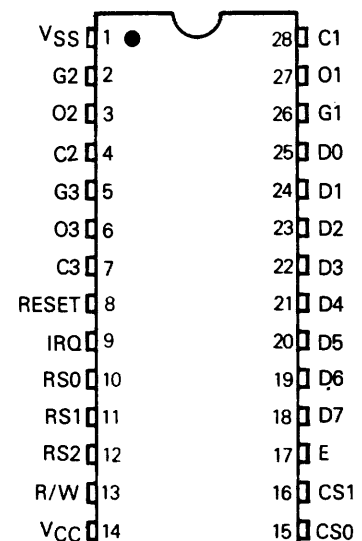 VSS 1 28 C1
G2 2 27 O1
O2 3 26 G1
C2 4 25 D0
G3 5 24 D1
O3 6 23 D2
C3 7 22 D3
RESET 8 21 D4
IRQ 9 20 D5
RS0 10 19 D6
RS1 11 18 D7
RS2 12 17 E
R/W 13 16 CS1
VCC 14 15 CS0